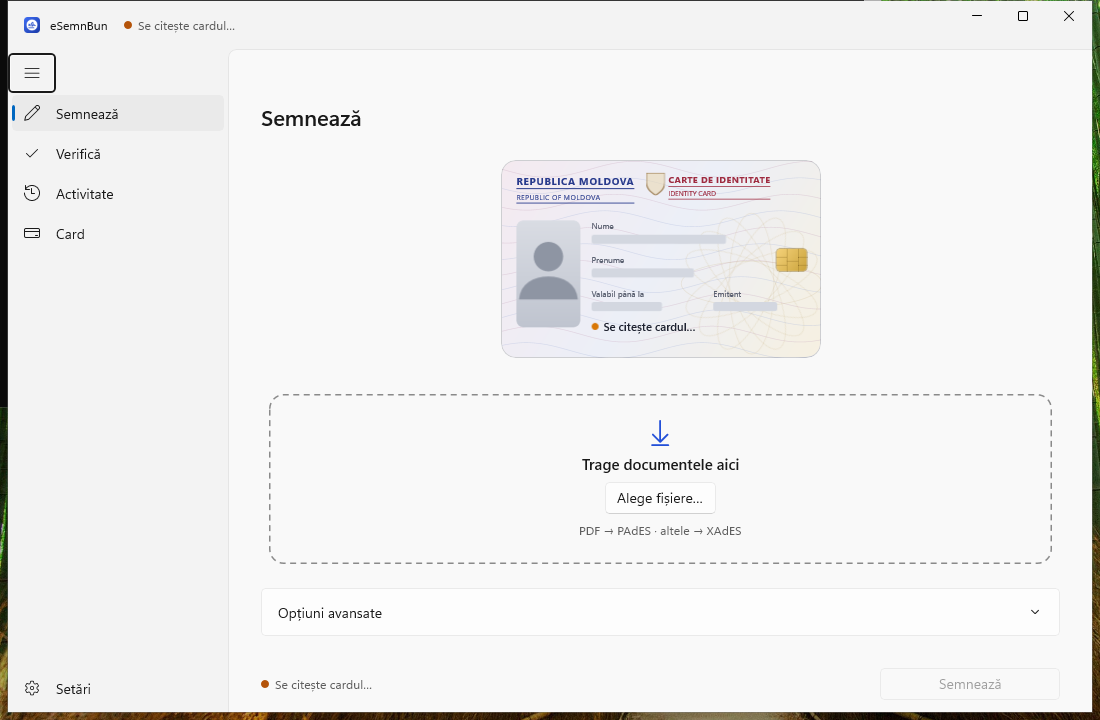 eSemnBun
Se citește cardul...
Semnează
Verifică
Activitate
Card
Setări
Semnează
REPUBLICA MOLDOVA
REPUBLIC OF MOLDOVA
CARTE DE IDENTITATE
IDENTITY CARD
Nume
Prenume
Valabil până la
Emitent
Se citește cardul...
Trage documentele aici
Alege fișiere...
PDF → PAdES · altele → XAdES
Opțiuni avansate
Se citește cardul...
Semnează